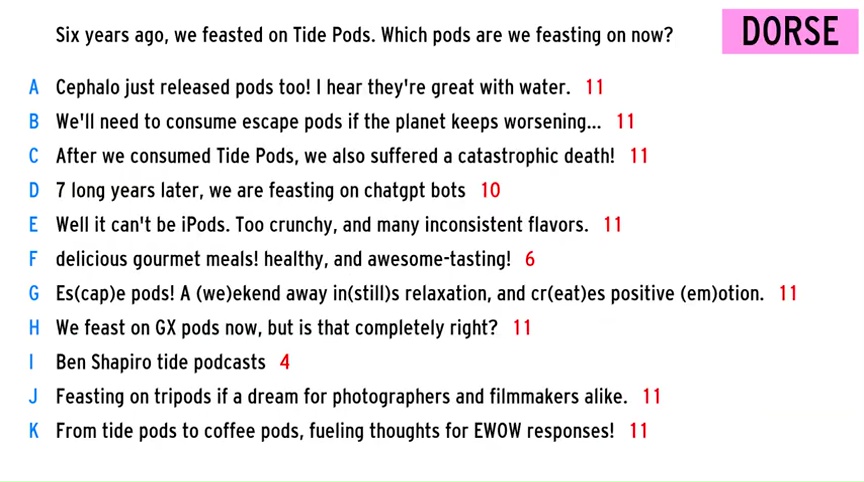 Six years ago, we feasted on Tide Pods. Which pods are we feasting on now?
DORSE
A Cephalo just released pods too! I hear they're great with water. 11
B We'll need to consume escape pods if the planet keeps worsening... 11
C After we consumed Tide Pods, we also suffered a catastrophic death! 11
D 7 long years later, we are feasting on chatgpt bots 10
E Well it can't be iPods. Too crunchy, and many inconsistent flavors. 11
F delicious gourmet meals! healthy, and awesome-tasting! 6
G Es(cap)e pods! A (we)ekend away in(still)s relaxation, and cr(eat)es positive (em)otion. 11
H We feast on GX pods now, but is that completely right? 11
I Ben Shapiro tide podcasts 4
J Feasting on tripods if a dream for photographers and filmmakers alike. 11
K From tide pods to coffee pods, fueling thoughts for EWOW responses! 11